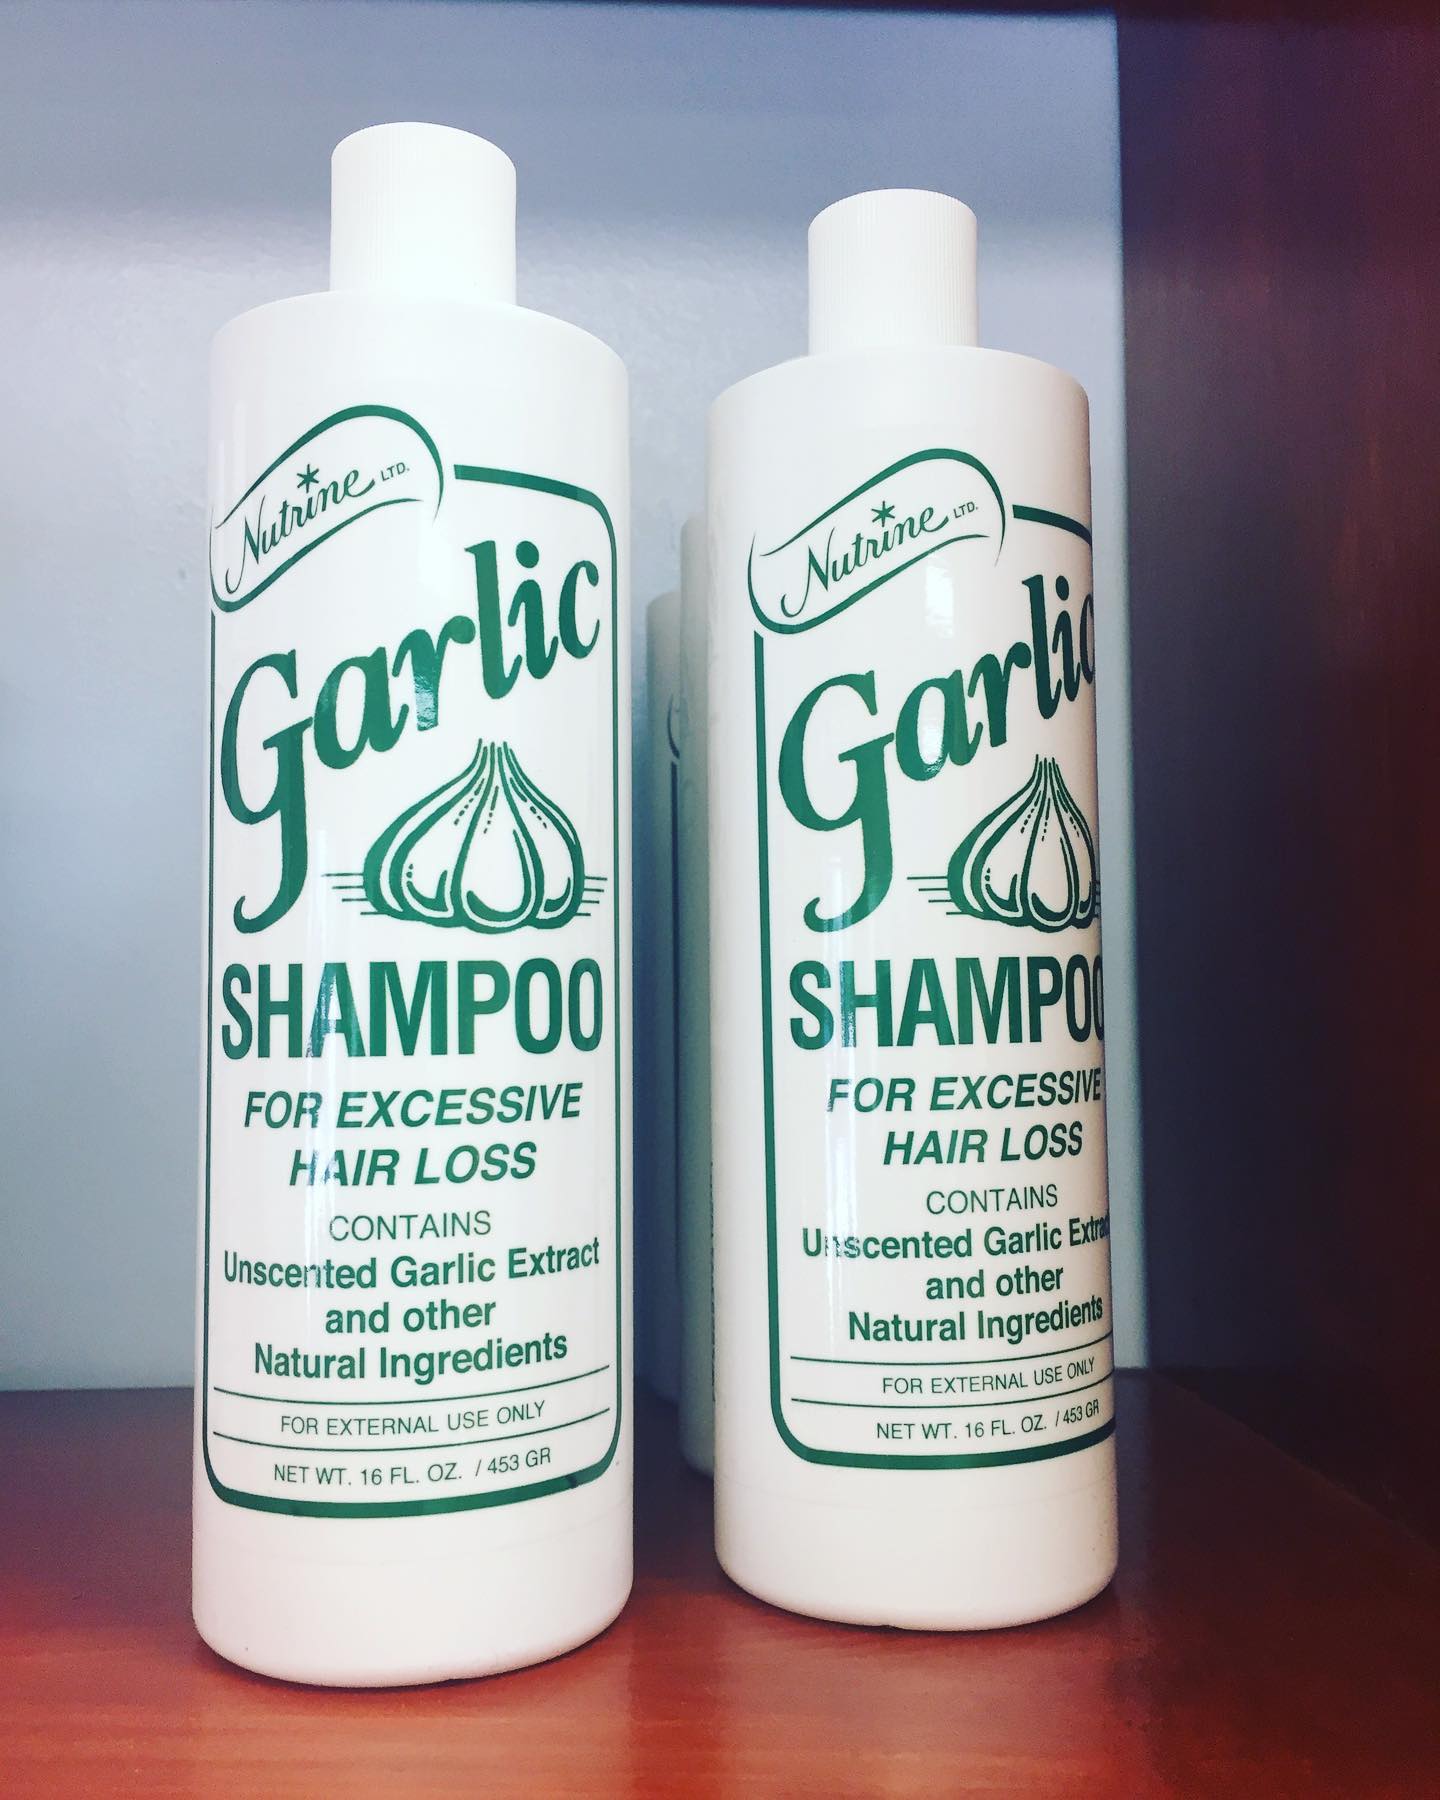 Nutrine LTD.
Garlic
SHAMPOO
FOR EXCESSIVE
HAIR LOSS
CONTAINS
Unscented Garlic Extract
and other
Natural Ingredients
FOR EXTERNAL USE ONLY
NET WT. 16 FL. OZ. / 453 GR
Nutrine LTD.
Garlic
SHAMPOO
FOR EXCESSIVE
HAIR LOSS
CONTAINS
Unscented Garlic Extract
and other
Natural Ingredients
FOR EXTERNAL USE ONLY
NET WT. 16 FL. OZ. / 453 GR